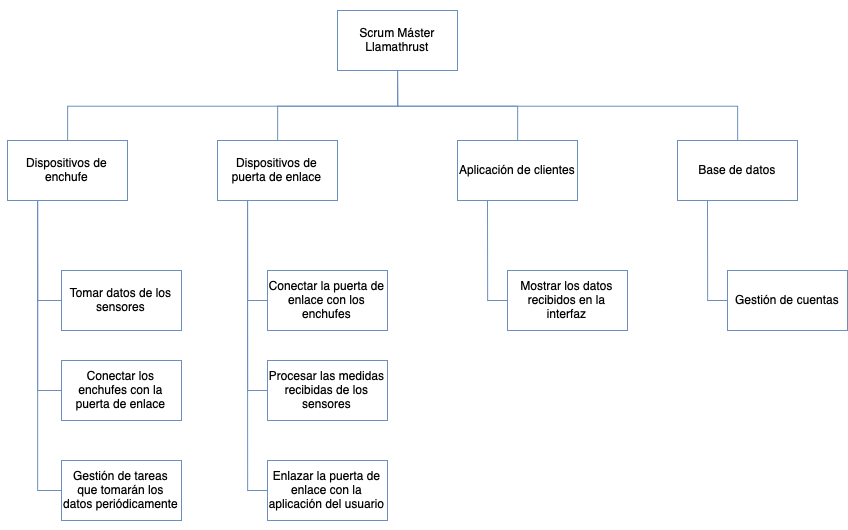 Scrum Máster
Llamathrust
Dispositivos de
enchufe
Dispositivos de
puerta de enlace
Aplicación de clientes
Base de datos
Tomar datos de los
sensores
Conectar la puerta de
enlace con los
enchufes
Mostrar los datos
recibidos en la
interfaz
Gestión de cuentas
Conectar los
enchufes con la
puerta de enlace
Procesar las medidas
recibidas de los
sensores
Gestión de tareas
que tomarán los
datos periódicamente
Enlazar la puerta de
enlace con la
aplicación del usuario